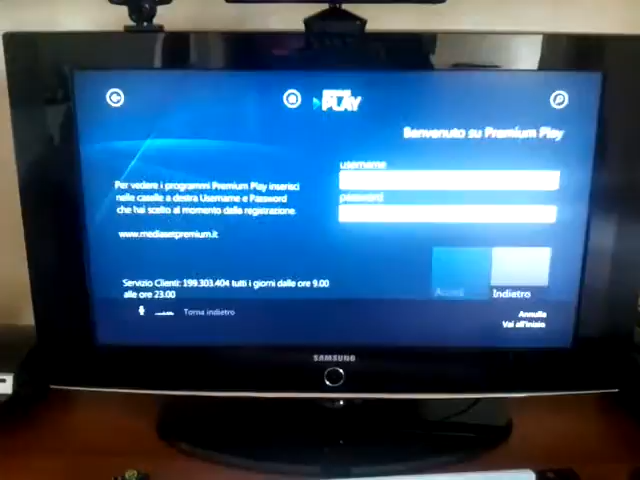 PLAY
Benvenuto su Premium Play
username
password
Per vedere i programmi Premium Play inserisci
nelle caselle a destra Username e Password
che hai scelto al momento della registrazione.
www.mediasetpremium.it
Servizio Clienti: 199.303.404 tutti i giorni dalle ore 9.00
alle ore 23.00
Accedi
Indietro
Torna indietro
Annulla
Vai all'inizio
SAMSUNG